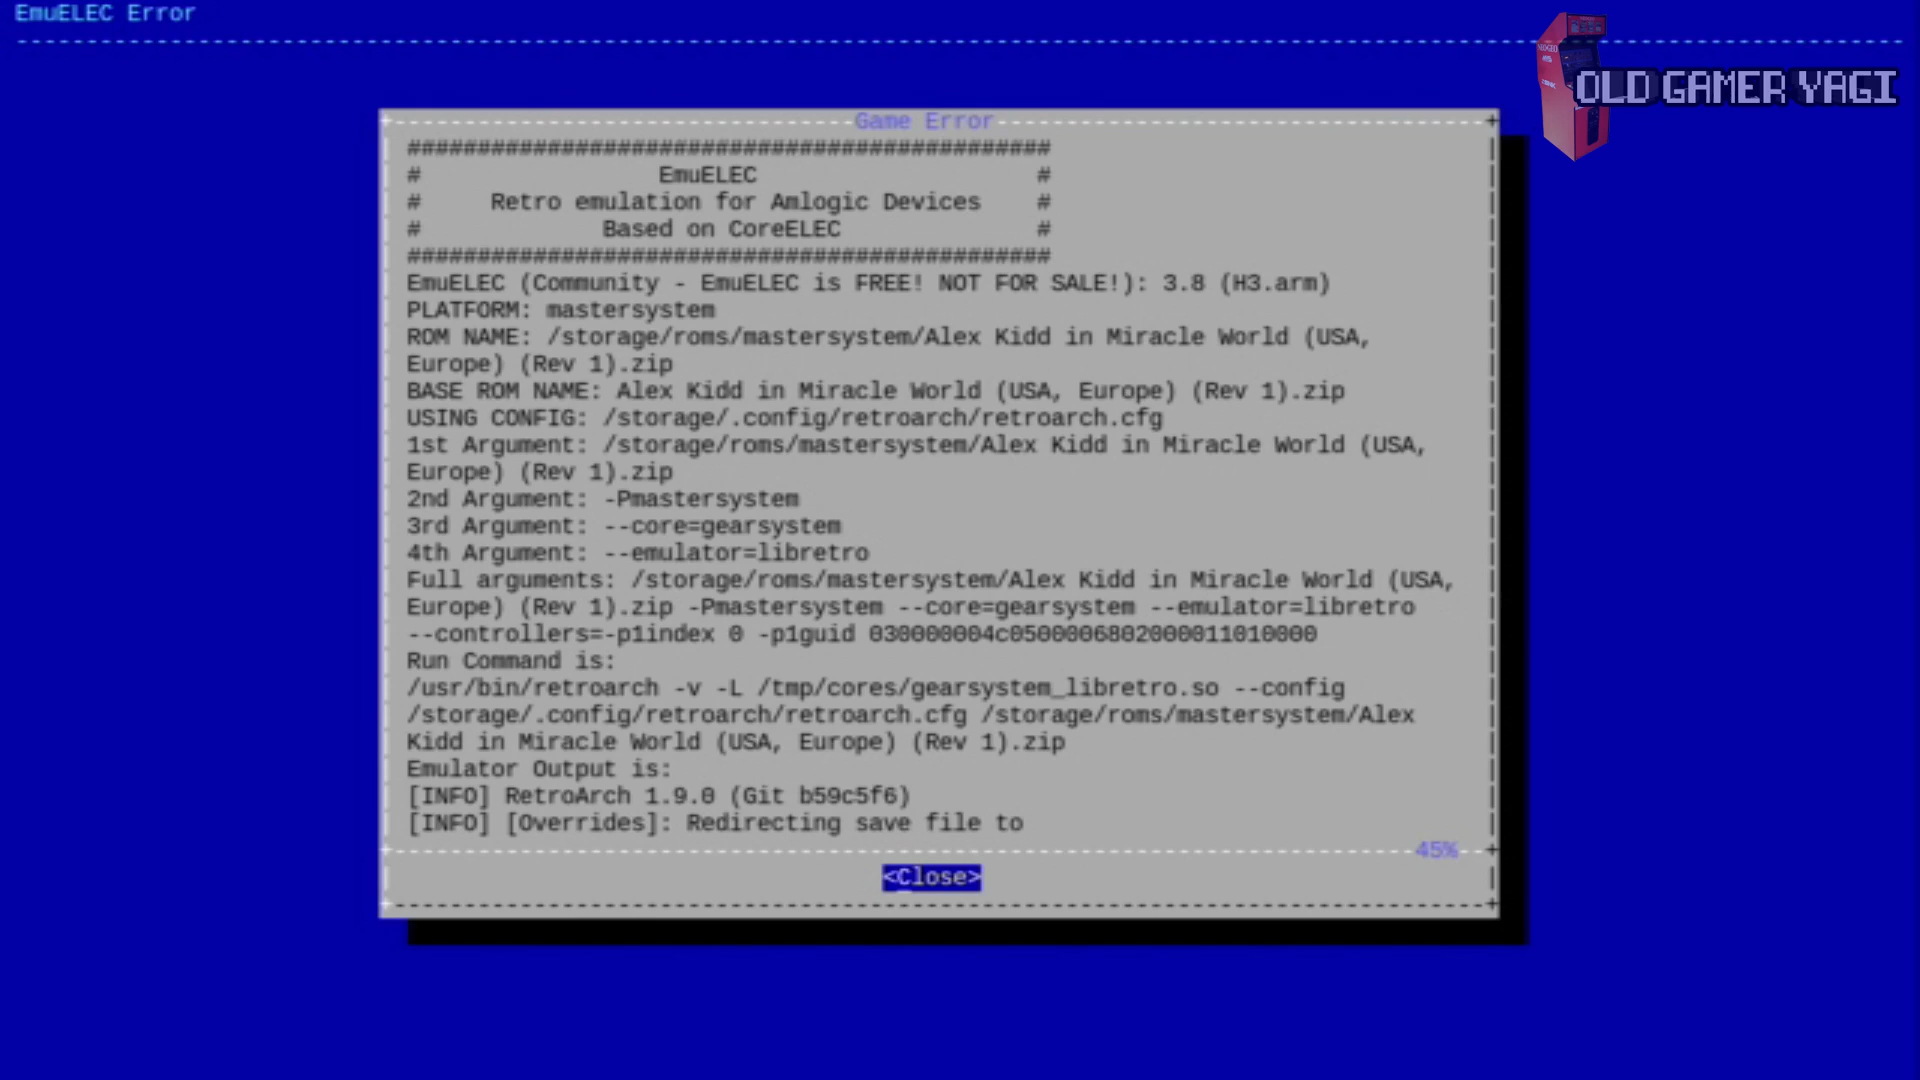 EmuELEC Error
OLD GAMER YAGI
Game Error
##############################################
# EmuELEC #
# Retro emulation for Amlogic Devices #
# Based on CoreELEC #
##############################################
EmuELEC (Community - EmuELEC is FREE! NOT FOR SALE!): 3.8 (H3.arm)
PLATFORM: mastersystem
ROM NAME: /storage/roms/mastersystem/Alex Kidd in Miracle World (USA,
Europe) (Rev 1).zip
BASE ROM NAME: Alex Kidd in Miracle World (USA, Europe) (Rev 1).zip
USING CONFIG: /storage/.config/retroarch/retroarch.cfg
1st Argument: /storage/roms/mastersystem/Alex Kidd in Miracle World (USA,
Europe) (Rev 1).zip
2nd Argument: -Pmastersystem
3rd Argument: --core=gearsystem
4th Argument: --emulator=libretro
Full arguments: /storage/roms/mastersystem/Alex Kidd in Miracle World (USA,
Europe) (Rev 1).zip -Pmastersystem --core=gearsystem --emulator=libretro
--controllers=-p1index 0 -p1guid 030000004c0500006802000011010000
Run Command is:
/usr/bin/retroarch -v -L /tmp/cores/gearsystem_libretro.so --config
/storage/.config/retroarch/retroarch.cfg /storage/roms/mastersystem/Alex
Kidd in Miracle World (USA, Europe) (Rev 1).zip
Emulator Output is:
[INFO] RetroArch 1.9.0 (Git b59c5f6)
[INFO] [Overrides]: Redirecting save file to
45%
<Close>